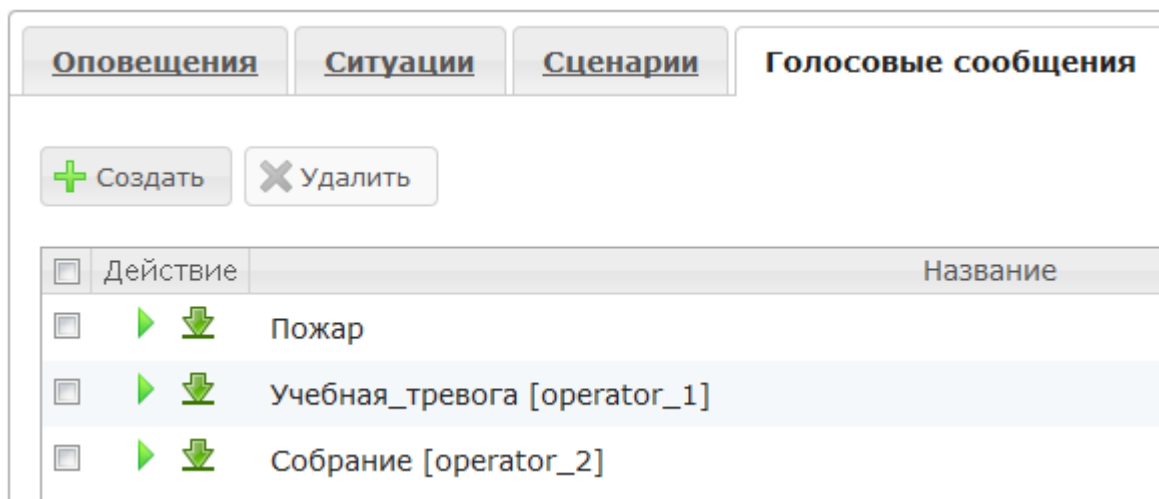 Оповещения Ситуации Сценарии Голосовые сообщения
Создать Удалить
Действие Название
Пожар
Учебная_тревога [operator_1]
Собрание [operator_2]